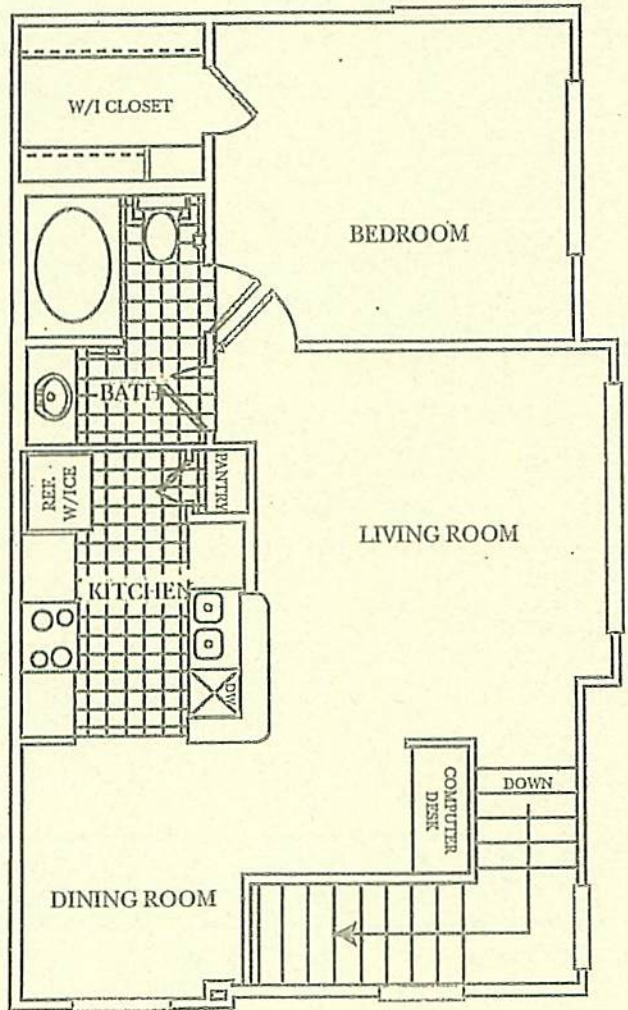 W/I CLOSET
BEDROOM
BATH
REF.
W/ICE
PANTRY
LIVING ROOM
KITCHEN
DW
COMPUTER
DESK
DOWN
DINING ROOM